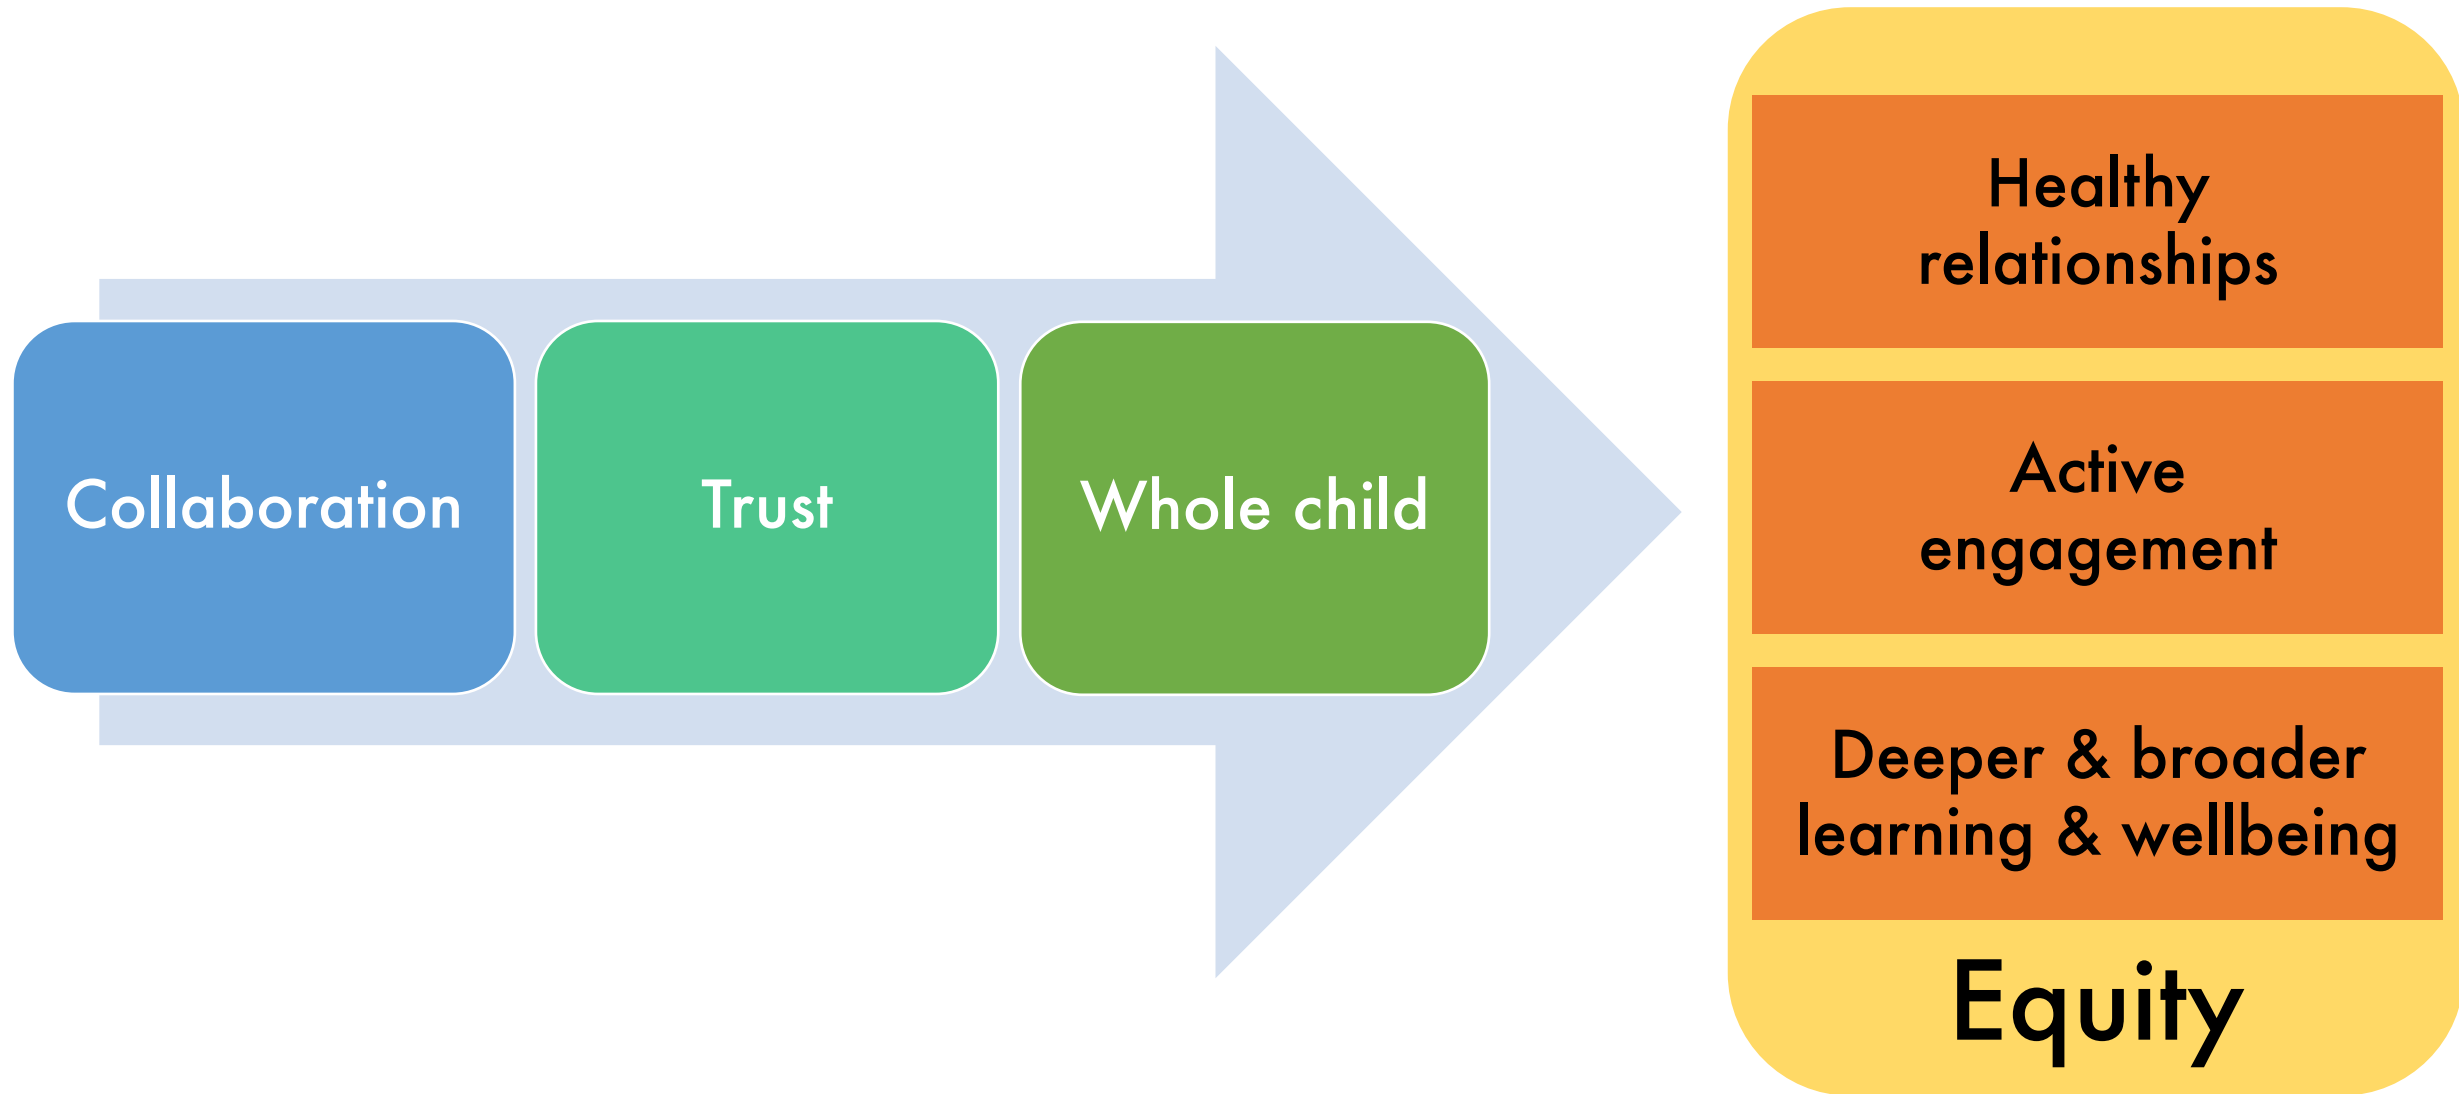 Collaboration
Trust
Whole child
Healthy
relationships
Active
engagement
Deeper & broader
learning & wellbeing
Equity